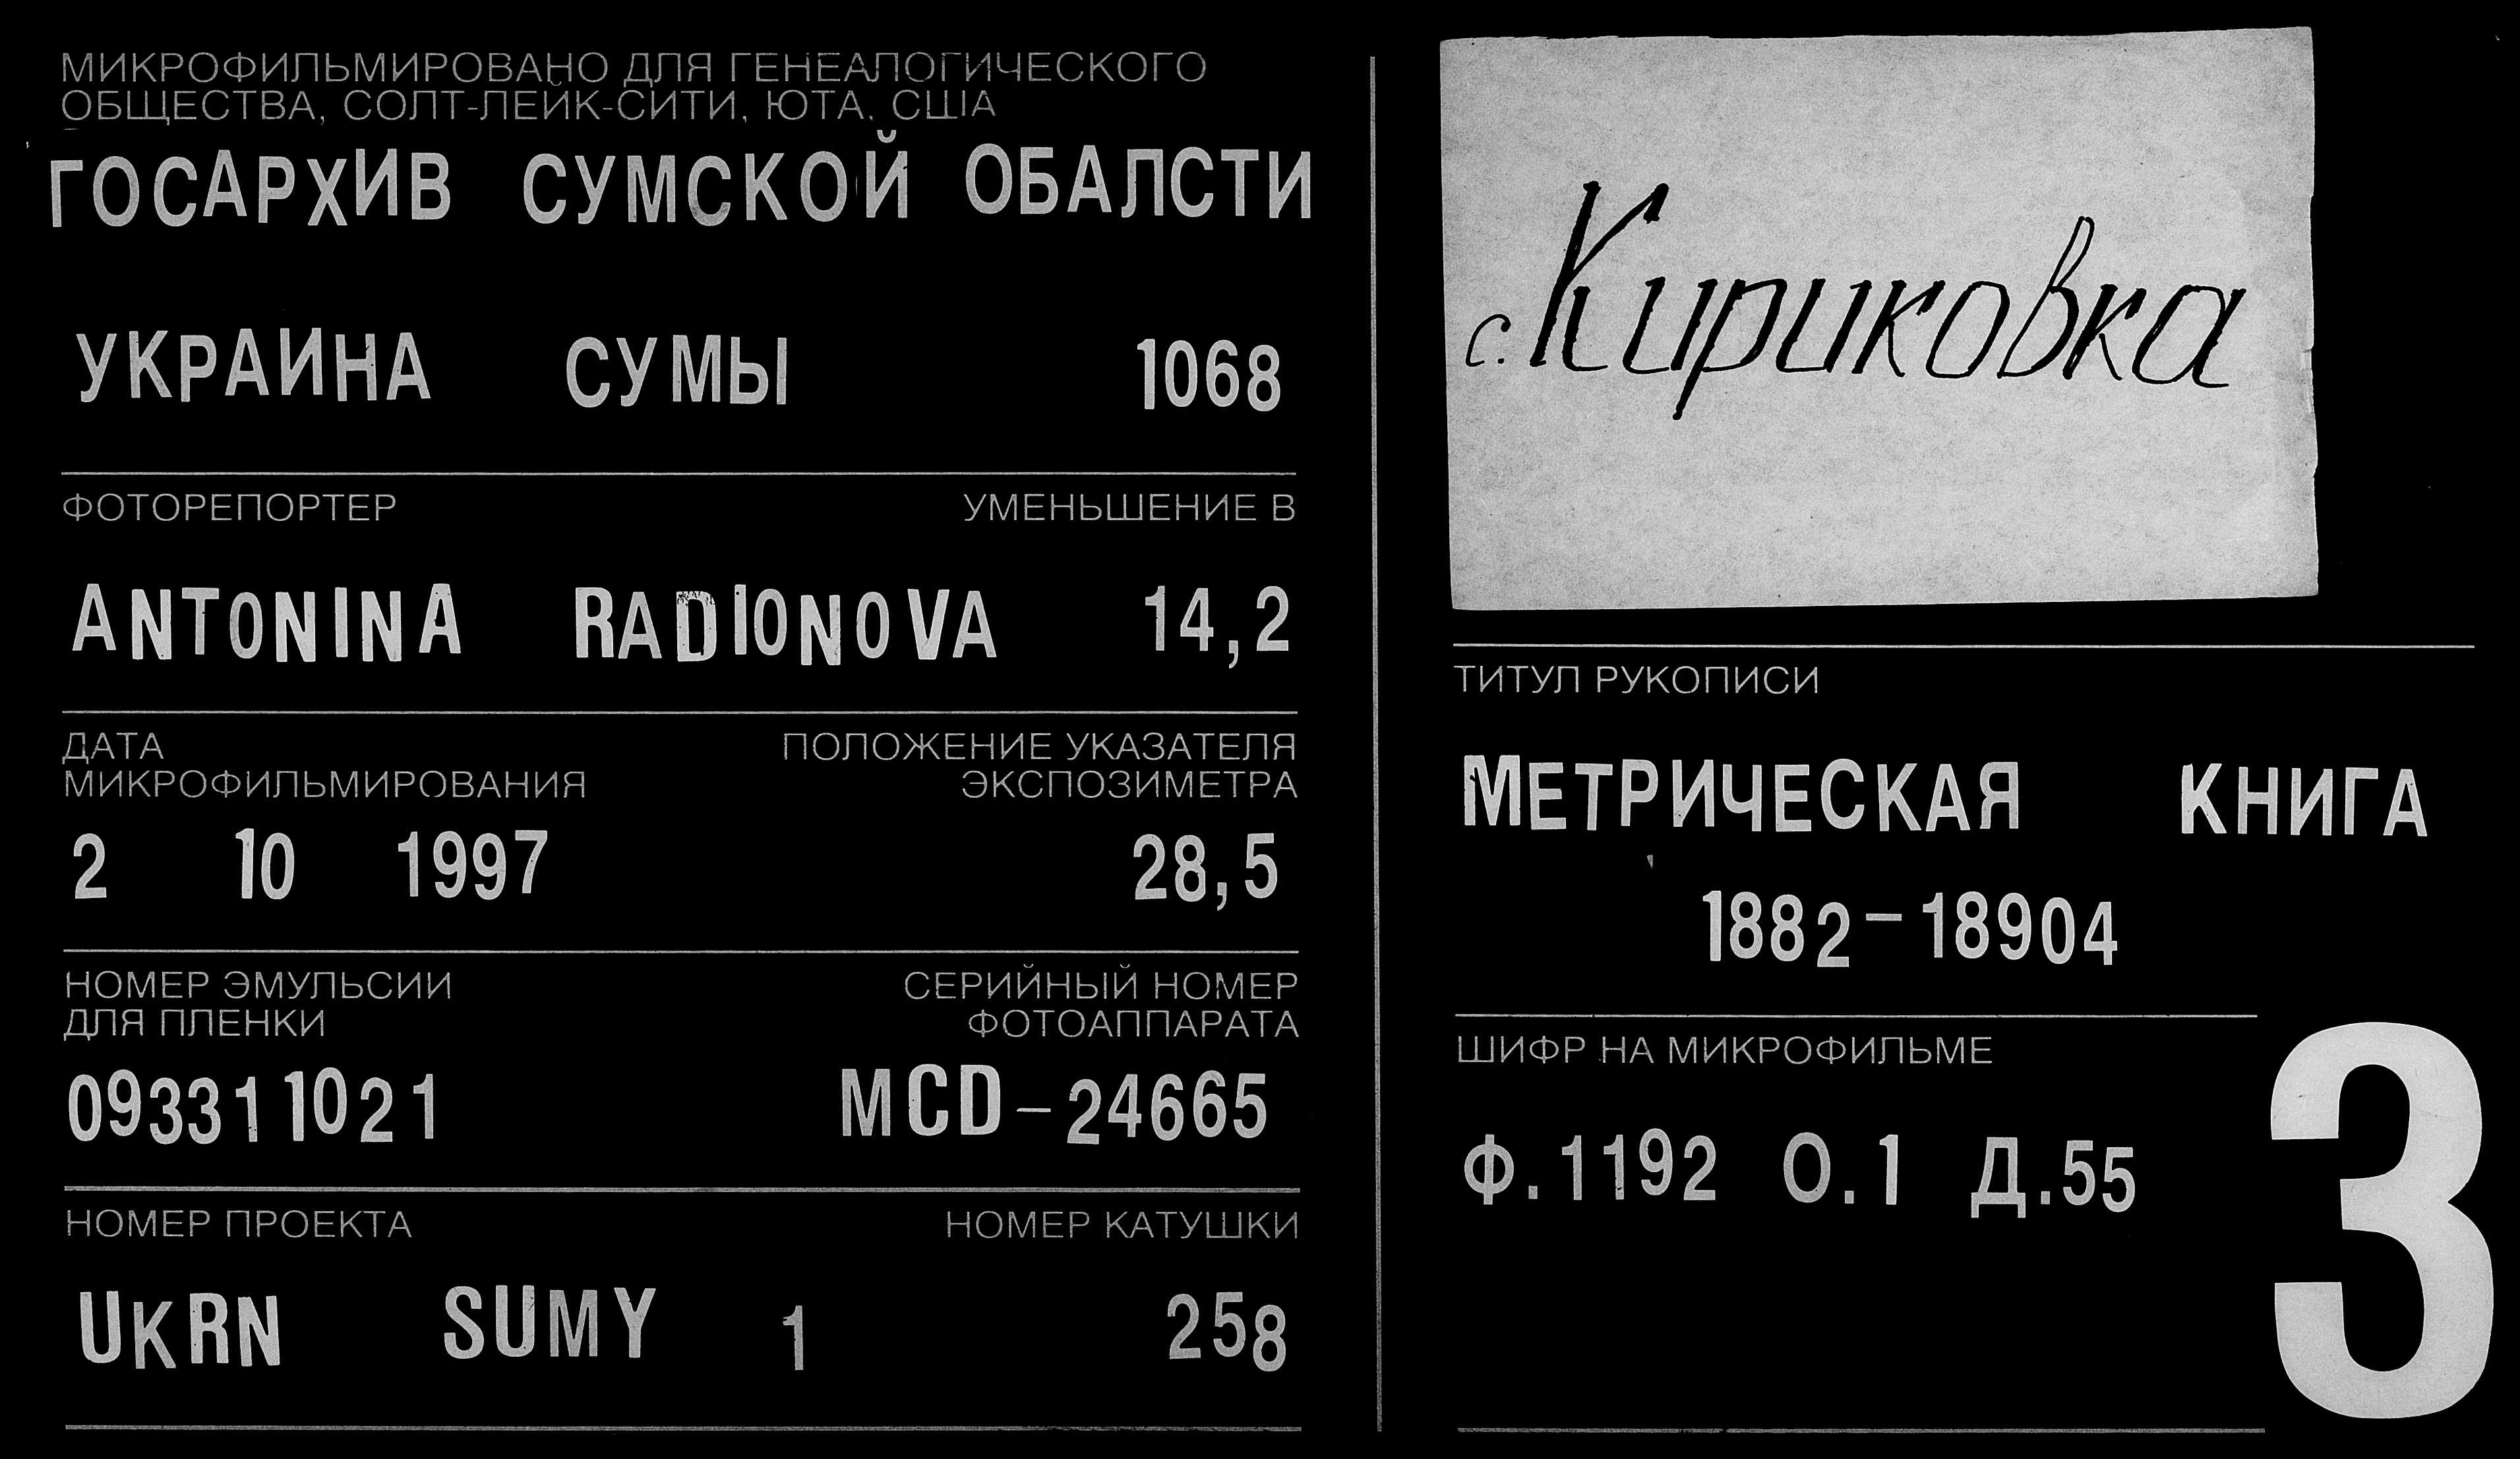 МИКРОФИЛЬМИРОВАНО ДЛЯ ГЕНЕАЛОГИЧЕСКОГО
ОБЩЕСТВА, СОЛТ-ЛЕЙК-СИТИ, ЮТА, США
ГОСАРХИВ СУМСКОЙ ОБАЛСТИ
УКРАИНА СУМЫ 1068
ФОТОРЕПОРТЕР УМЕНЬШЕНИЕ В
ANTONINA RADIONOVA 14,2
ДАТА ПОЛОЖЕНИЕ УКАЗАТЕЛЯ
МИКРОФИЛЬМИРОВАНИЯ ЭКСПОЗИМЕТРА
2 10 1997 28,5
НОМЕР ЭМУЛЬСИИ СЕРИЙНЫЙ НОМЕР
ДЛЯ ПЛЕНКИ ФОТОАППАРАТА
093311021 MCD-24665
НОМЕР ПРОЕКТА НОМЕР КАТУШКИ
UKRN SUMY 1 258
с. Кириковка
ТИТУЛ РУКОПИСИ
МЕТРИЧЕСКАЯ КНИГА
1882-18904
ШИФР НА МИКРОФИЛЬМЕ
Ф.1192 О.1 Д.55
3